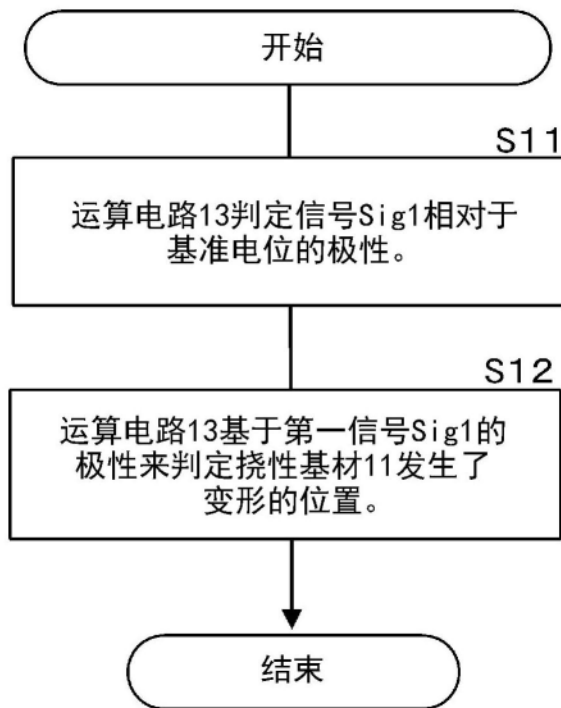 开始
S11
运算电路13判定信号Sig1相对于
基准电位的极性。
S12
运算电路13基于第一信号Sig1的
极性来判定挠性基材11发生了
变形的位置。
结束